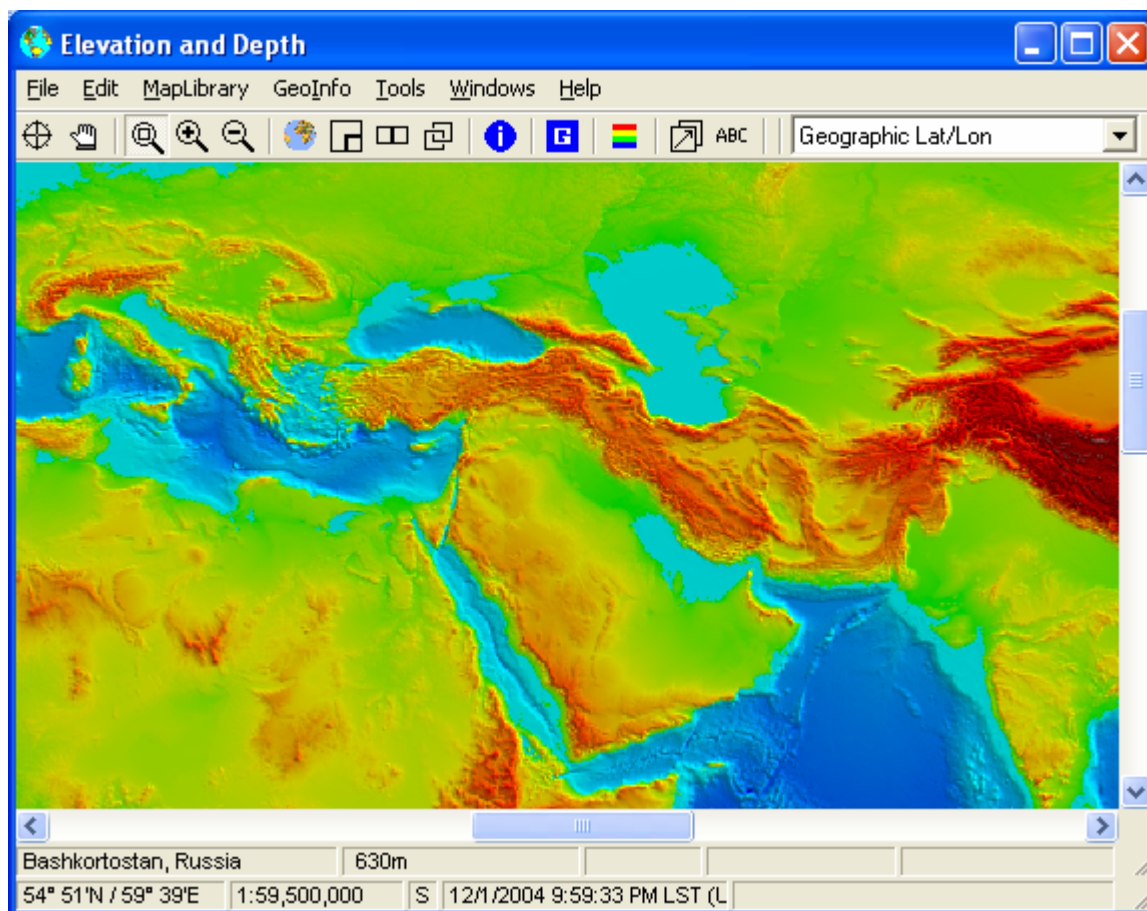 Elevation and Depth
File Edit MapLibrary GeoInfo Tools Windows Help
G ABC Geographic Lat/Lon
Bashkortostan, Russia 630m
54° 51'N / 59° 39'E 1:59,500,000 S 12/1/2004 9:59:33 PM LST (L